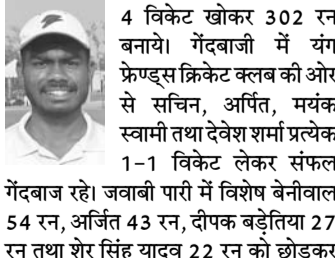 4 विकेट खोकर 302 रन
बनाये। गेंदबाजी में यंग
फ्रेण्ड्स क्रिकेट क्लब की ओर
से सचिन, अर्पित, मयंक
स्वामी तथा देवेश शर्मा प्रत्येक
1-1 विकेट लेकर संफल
गेंदबाज रहे। जवाबी पारी में विशेष बेनीवाल
54 रन, अर्जित 43 रन, दीपक बड़ेतिया 27
रन तथा शेर सिंह यादव 22 रन को छोड़कर